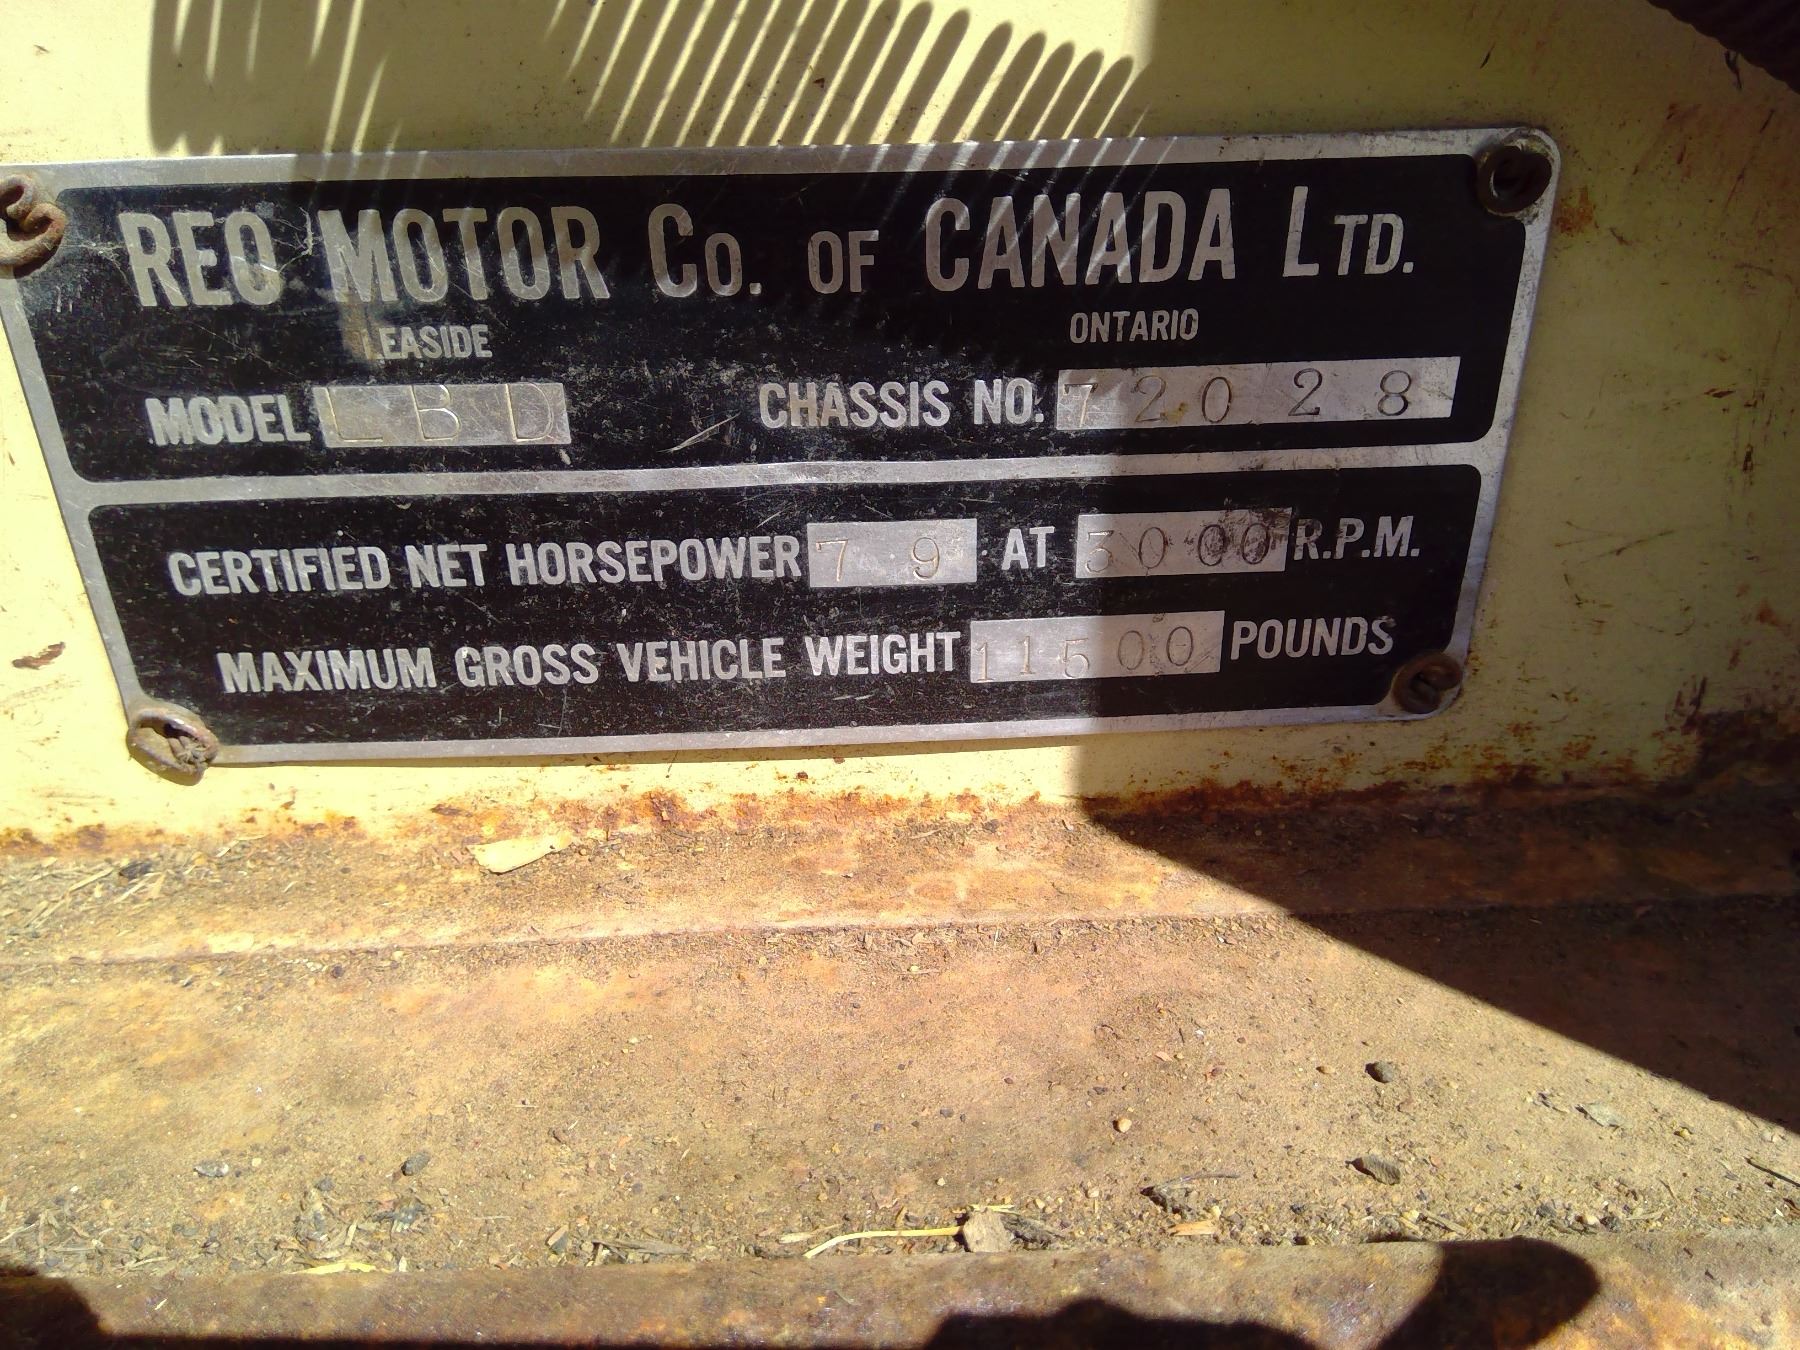 REO MOTOR CO. OF CANADA LTD.
LEASIDE ONTARIO
MODEL LBD CHASSIS NO. 72028
CERTIFIED NET HORSEPOWER 79 AT 3000 R.P.M.
MAXIMUM GROSS VEHICLE WEIGHT 11500 POUNDS